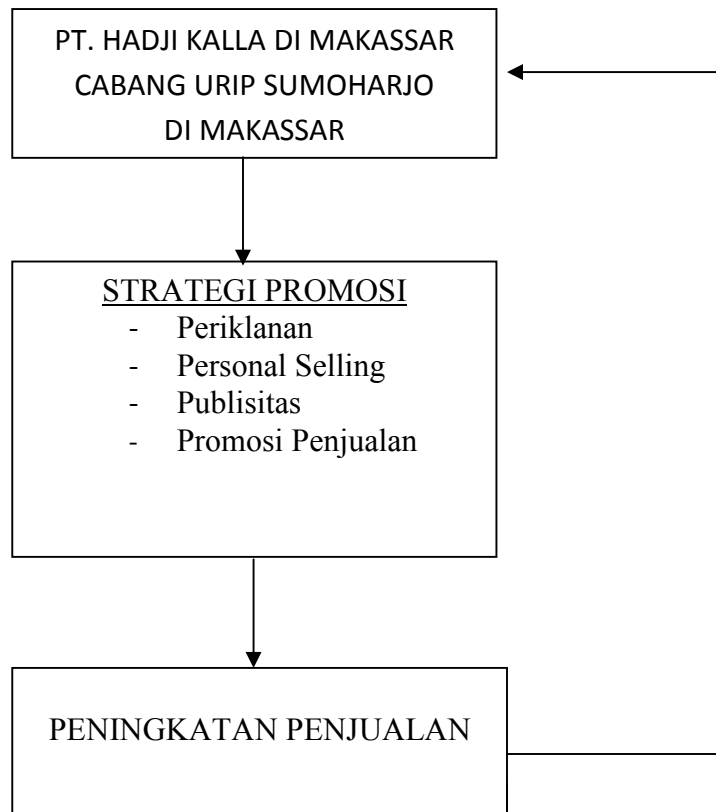 PT. HADJI KALLA DI MAKASSAR
CABANG URIP SUMOHARJO
DI MAKASSAR
STRATEGI PROMOSI
- Periklanan
- Personal Selling
- Publisitas
- Promosi Penjualan
PENINGKATAN PENJUALAN